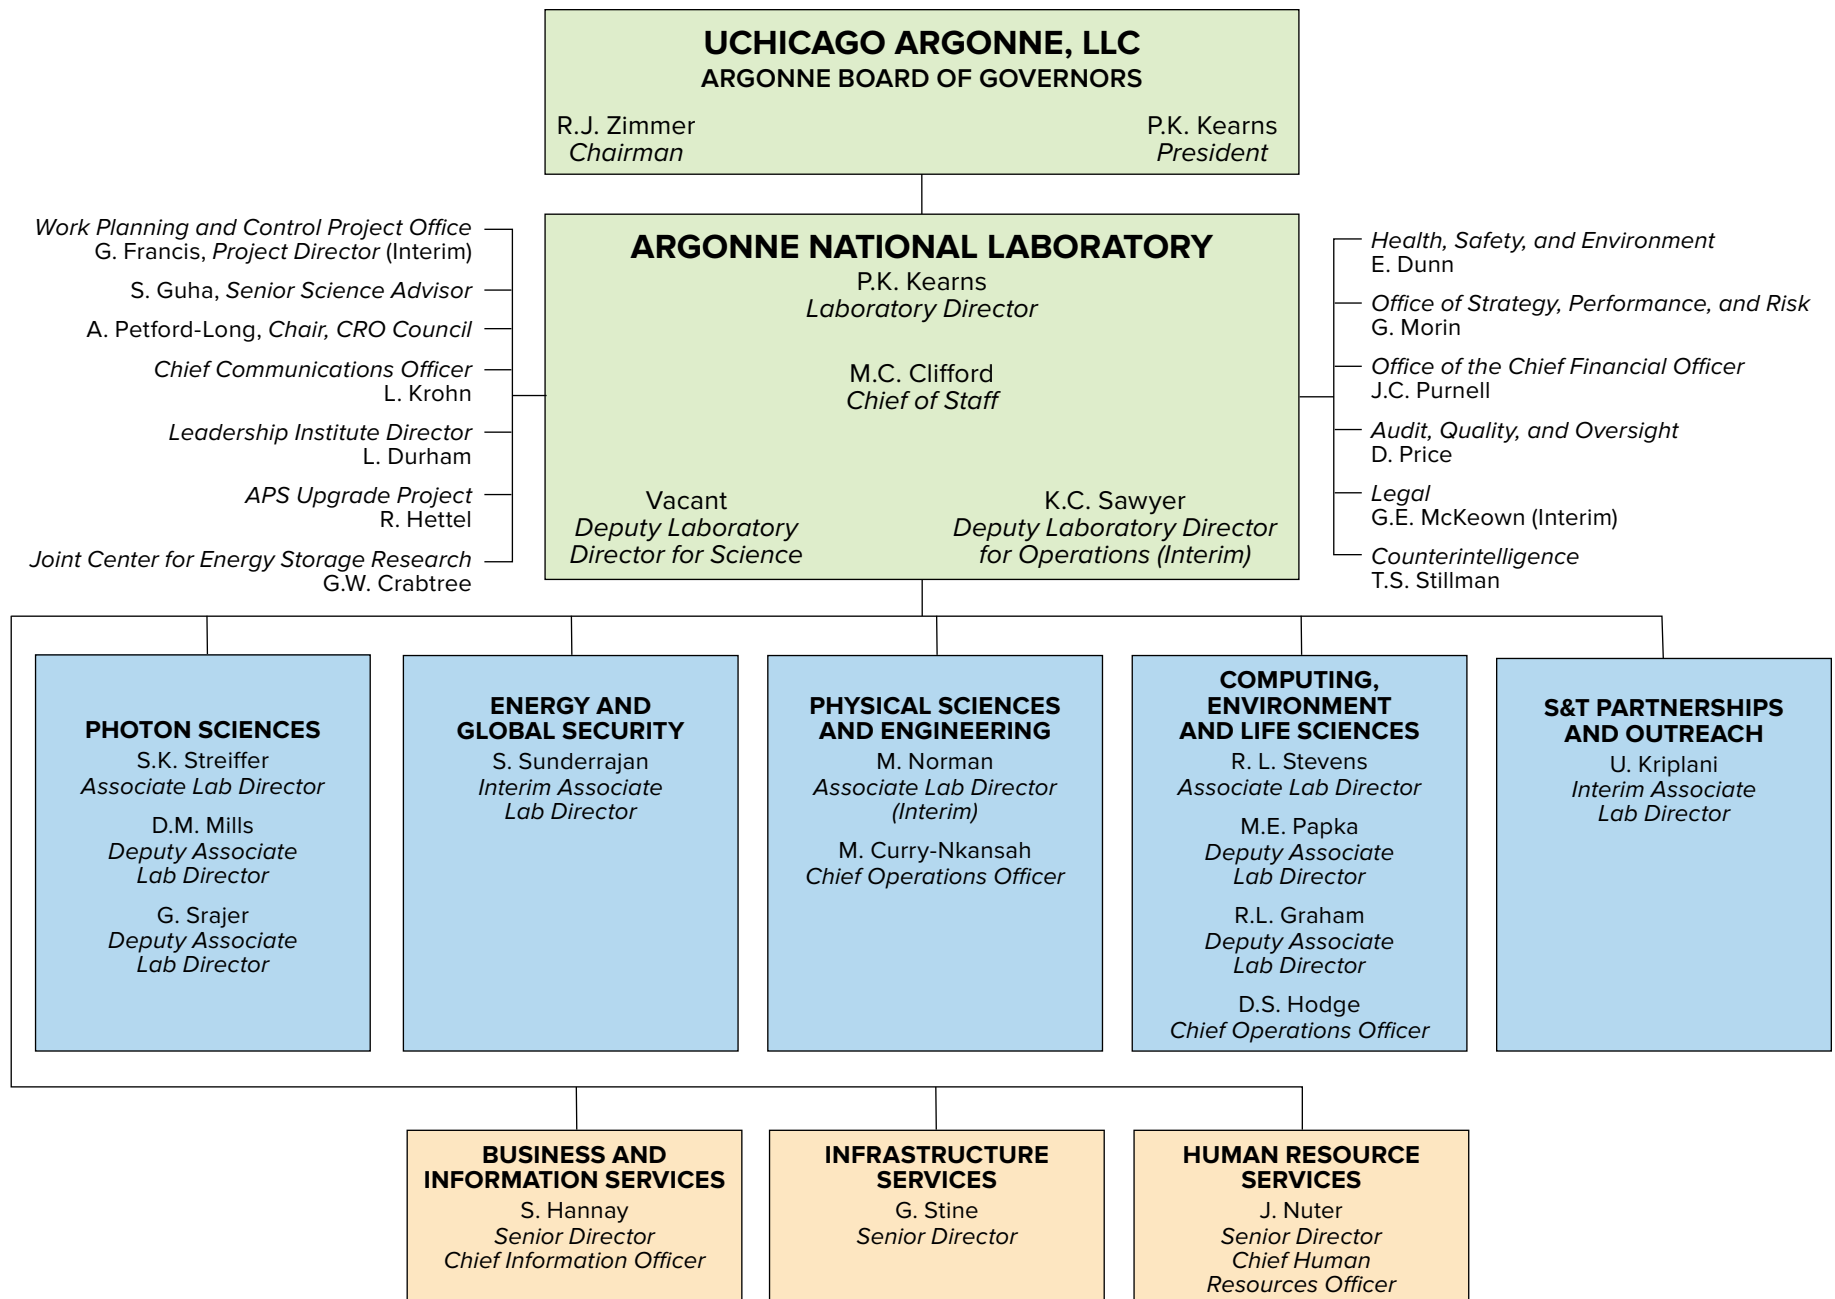 UCHICAGO ARGONNE, LLC
ARGONNE BOARD OF GOVERNORS
R.J. Zimmer
Chairman
P.K. Kearns
President
Work Planning and Control Project Office
G. Francis, Project Director (Interim)
S. Guha, Senior Science Advisor
A. Petford-Long, Chair, CRO Council
Chief Communications Officer
L. Krohn
Leadership Institute Director
L. Durham
APS Upgrade Project
R. Hettel
Joint Center for Energy Storage Research
G.W. Crabtree
ARGONNE NATIONAL LABORATORY
P.K. Kearns
Laboratory Director
M.C. Clifford
Chief of Staff
Vacant
Deputy Laboratory
Director for Science
K.C. Sawyer
Deputy Laboratory Director
for Operations (Interim)
Health, Safety, and Environment
E. Dunn
Office of Strategy, Performance, and Risk
G. Morin
Office of the Chief Financial Officer
J.C. Purnell
Audit, Quality, and Oversight
D. Price
Legal
G.E. McKeown (Interim)
Counterintelligence
T.S. Stillman
PHOTON SCIENCES
S.K. Streiffer
Associate Lab Director
D.M. Mills
Deputy Associate
Lab Director
G. Srajer
Deputy Associate
Lab Director
ENERGY AND
GLOBAL SECURITY
S. Sunderrajan
Interim Associate
Lab Director
PHYSICAL SCIENCES
AND ENGINEERING
M. Norman
Associate Lab Director
(Interim)
M. Curry-Nkansah
Chief Operations Officer
COMPUTING,
ENVIRONMENT
AND LIFE SCIENCES
R. L. Stevens
Associate Lab Director
M.E. Papka
Deputy Associate
Lab Director
R.L. Graham
Deputy Associate
Lab Director
D.S. Hodge
Chief Operations Officer
S&T PARTNERSHIPS
AND OUTREACH
U. Kriplani
Interim Associate
Lab Director
BUSINESS AND
INFORMATION SERVICES
S. Hannay
Senior Director
Chief Information Officer
INFRASTRUCTURE
SERVICES
G. Stine
Senior Director
HUMAN RESOURCE
SERVICES
J. Nuter
Senior Director
Chief Human
Resources Officer